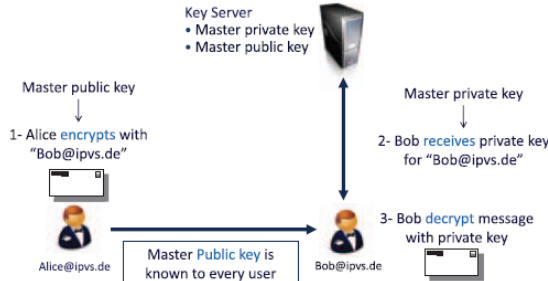 Key Server
• Master private key
• Master public key
Master public key
1- Alice encrypts with
"Bob@ipvs.de"
Master private key
2- Bob receives private key
for "Bob@ipvs.de"
3- Bob decrypt message
with private key
Alice@ipvs.de
Master Public key is
known to every user
Bob@ipvs.de